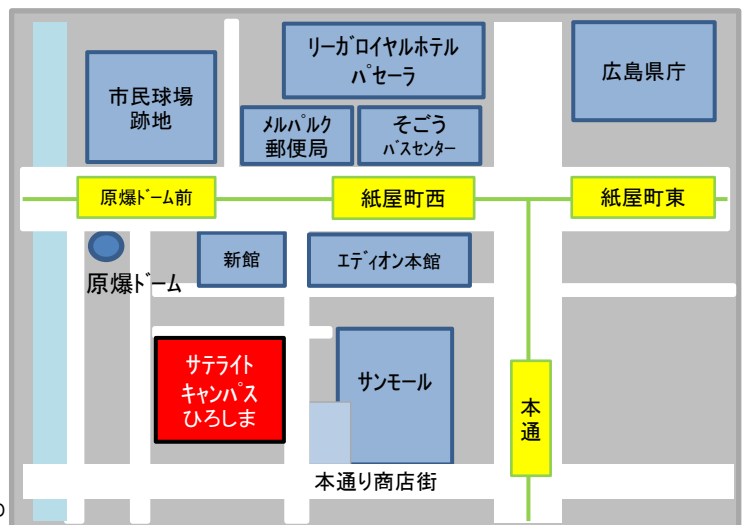 リーガロイヤルホテル
パセーラ
広島県庁
市民球場
跡地
メルパルク
郵便局
そごう
バスセンター
原爆ドーム前
紙屋町西
紙屋町東
新館
エディオン本館
原爆ドーム
サテライト
キャンパス
ひろしま
サンモール
本通
本通り商店街